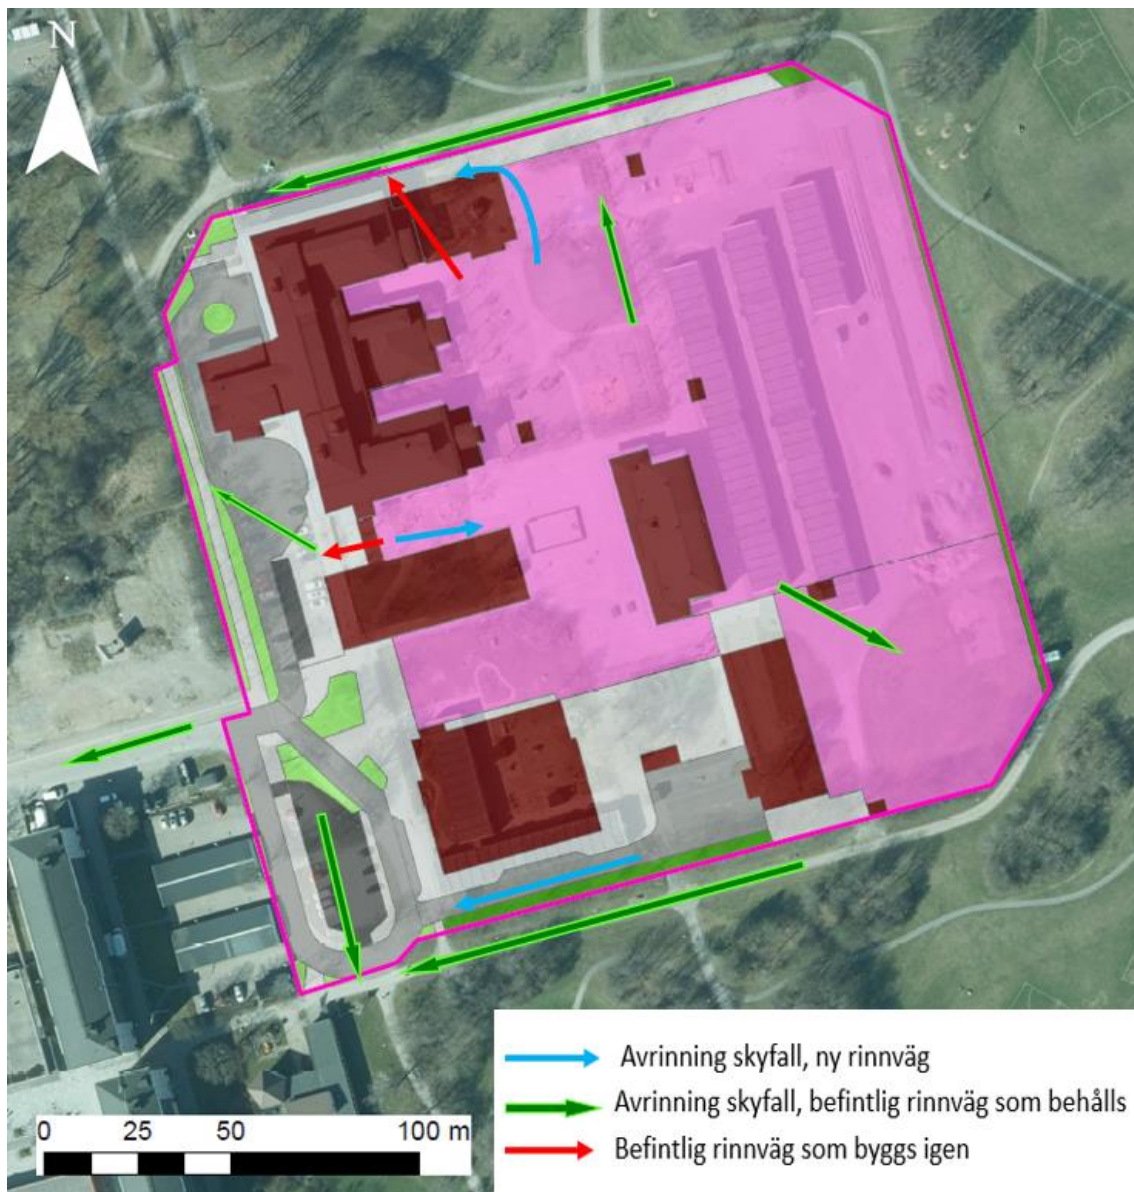 N
Avrinning skyfall, ny rinnväg
Avrinning skyfall, befintlig rinnväg som behålls
Befintlig rinnväg som byggs igen
0 25 50 100 m